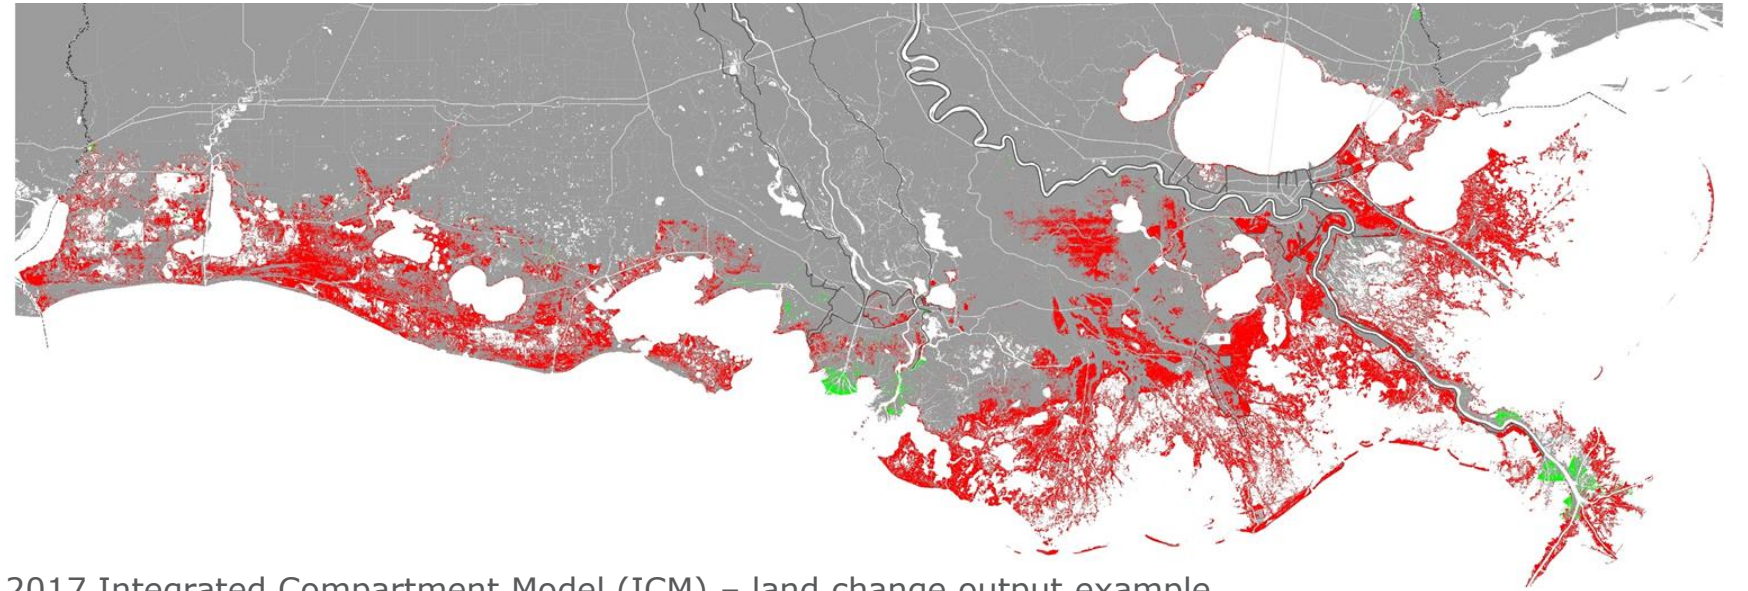 2017 Integrated Compartment Model (ICM) – land change output example